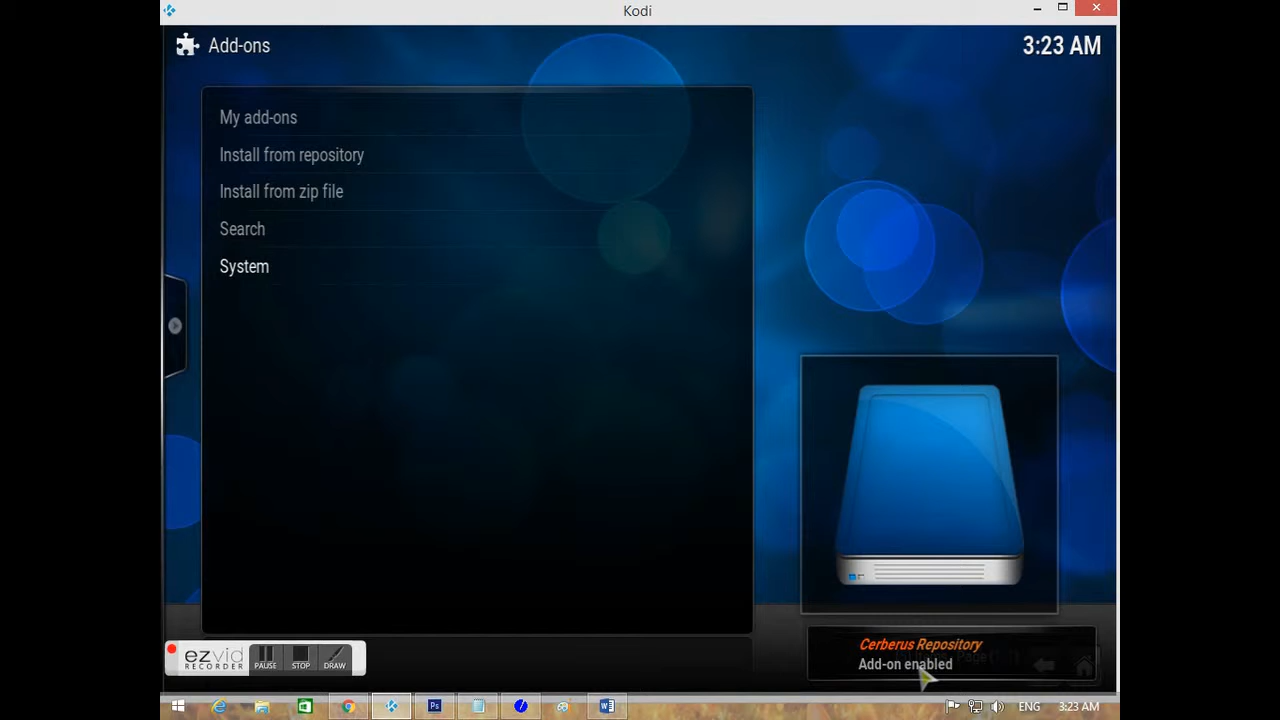 Kodi
Add-ons
3:23 AM
My add-ons
Install from repository
Install from zip file
Search
System
Cerberus Repository
Add-on enabled
ezvid
RECORDER
PAUSE
STOP
DRAW
Ps
ENG
3:23 AM